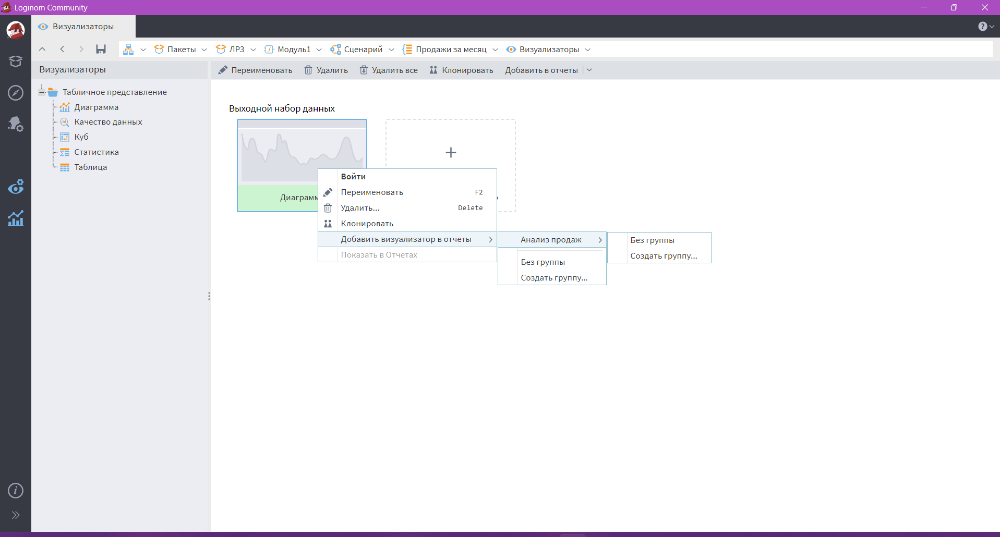 Loginom Community
Визуализаторы
Пакеты ЛР3 Модуль1 Сценарий Продажи за месяц Визуализаторы
Визуализаторы
Переименовать Удалить Удалить все Клонировать Добавить в отчеты
Табличное представление
Диаграмма
Качество данных
Куб
Статистика
Таблица
Выходной набор данных
Войти
Переименовать F2
Удалить... Delete
Клонировать
Добавить визуализатор в отчеты
Показать в Отчетах
Анализ продаж
Без группы
Создать группу...
Без группы
Создать группу...